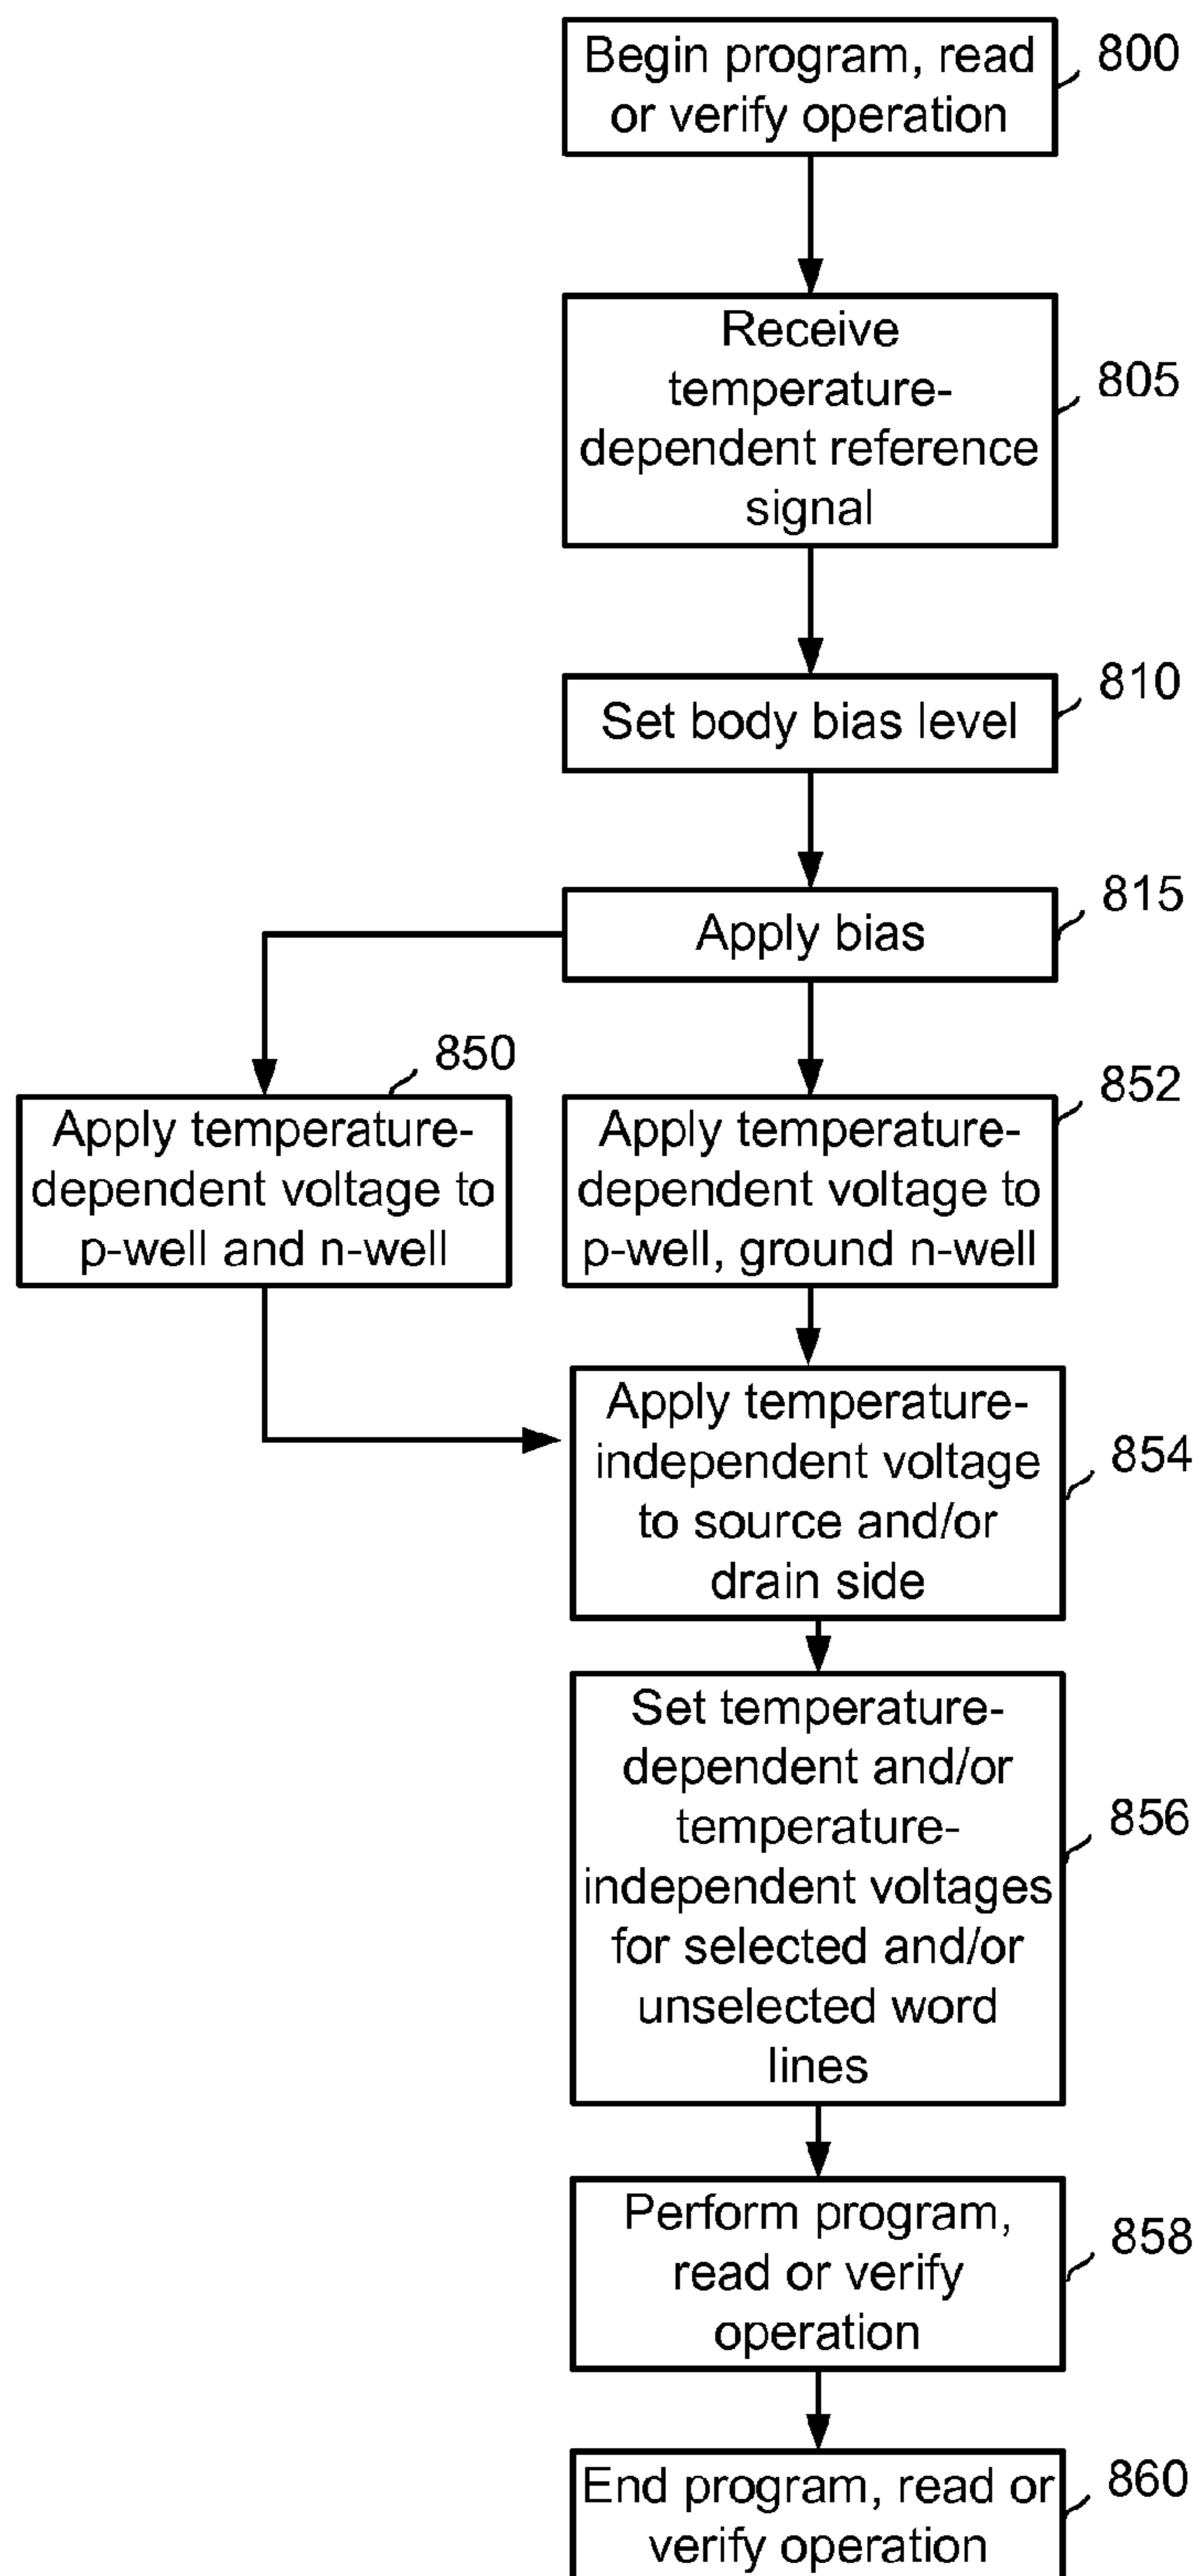 Begin program, read
or verify operation
800
Receive
temperature-
dependent reference
signal
805
Set body bias level
810
Apply bias
815
Apply temperature-
dependent voltage to
p-well and n-well
850
Apply temperature-
dependent voltage to
p-well, ground n-well
852
Apply temperature-
independent voltage
to source and/or
drain side
854
Set temperature-
dependent and/or
temperature-
independent voltages
for selected and/or
unselected word
lines
856
Perform program,
read or verify
operation
858
End program, read or
verify operation
860